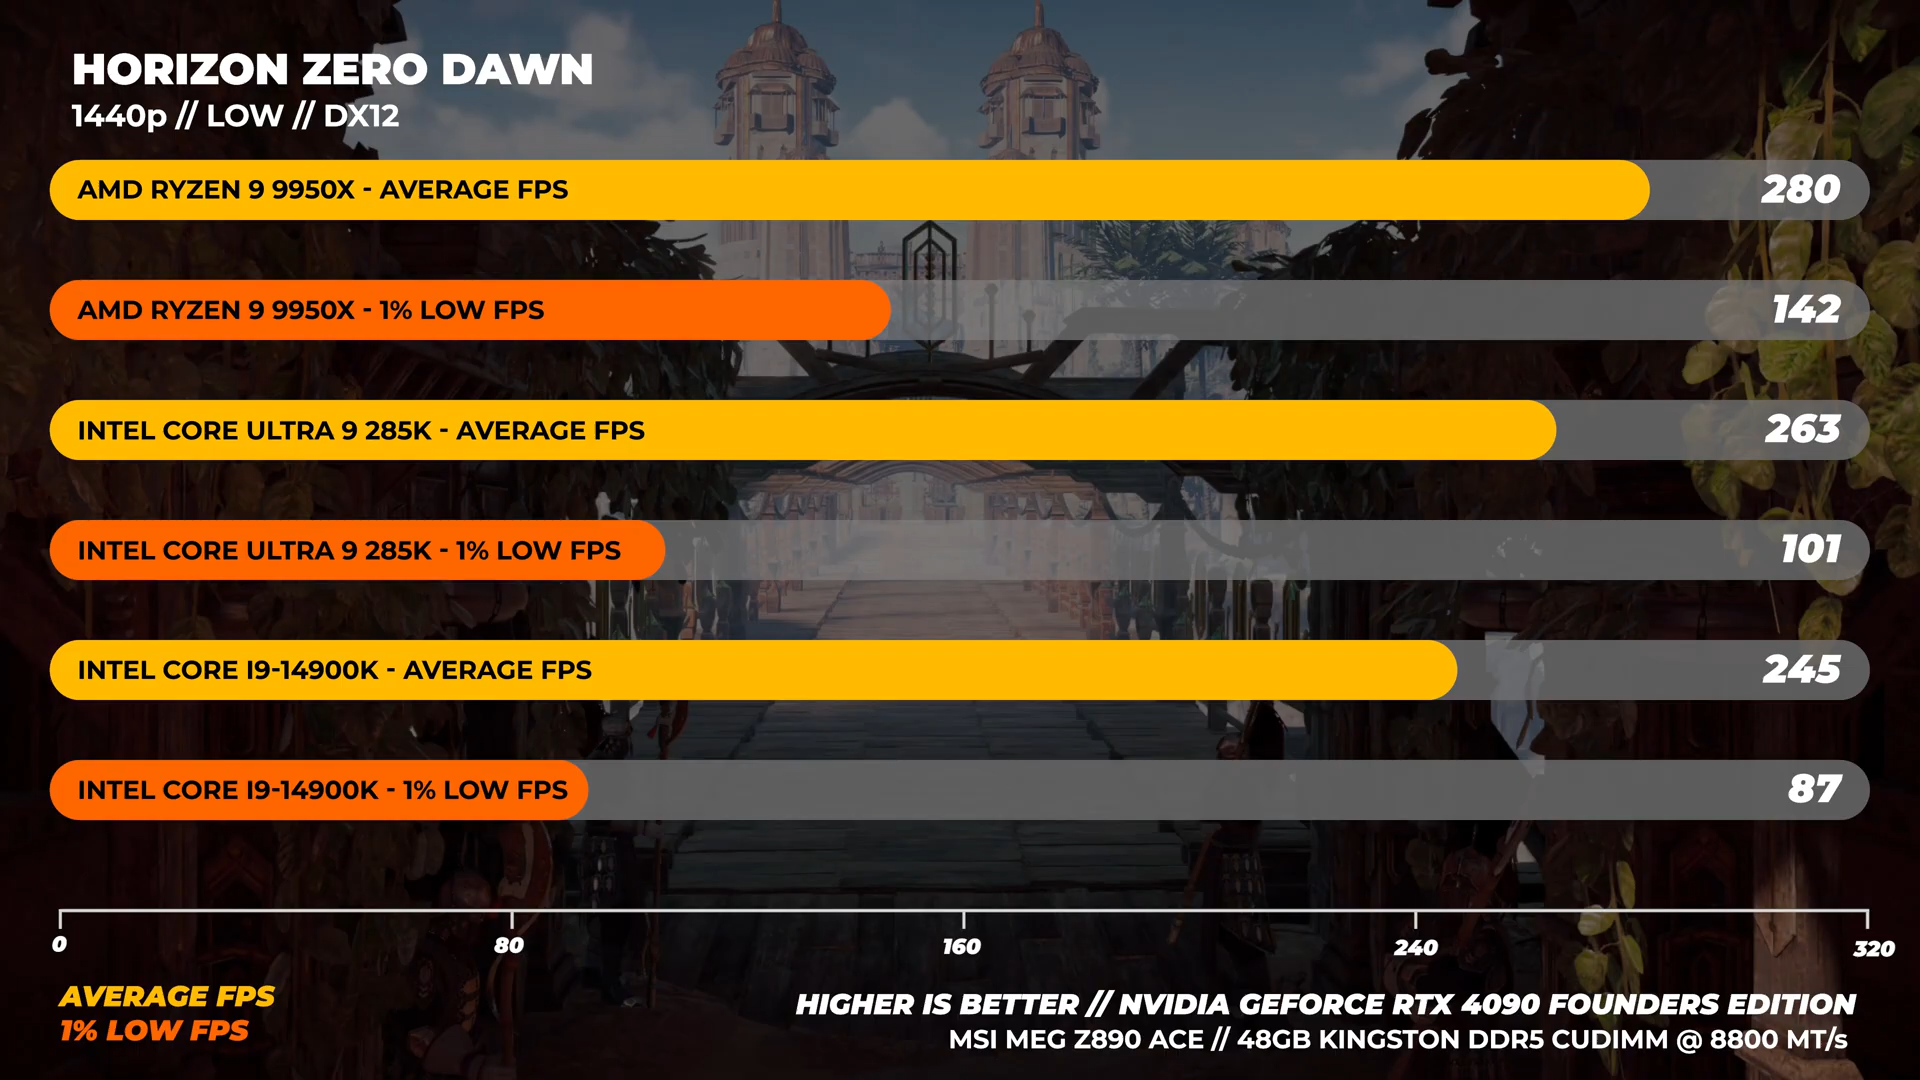 HORIZON ZERO DAWN
1440p // LOW // DX12
AMD RYZEN 9 9950X - AVERAGE FPS 280
AMD RYZEN 9 9950X - 1% LOW FPS 142
INTEL CORE ULTRA 9 285K - AVERAGE FPS 263
INTEL CORE ULTRA 9 285K - 1% LOW FPS 101
INTEL CORE I9-14900K - AVERAGE FPS 245
INTEL CORE I9-14900K - 1% LOW FPS 87
0 80 160 240 320
AVERAGE FPS
1% LOW FPS
HIGHER IS BETTER // NVIDIA GEFORCE RTX 4090 FOUNDERS EDITION
MSI MEG Z890 ACE // 48GB KINGSTON DDR5 CUDIMM @ 8800 MT/s